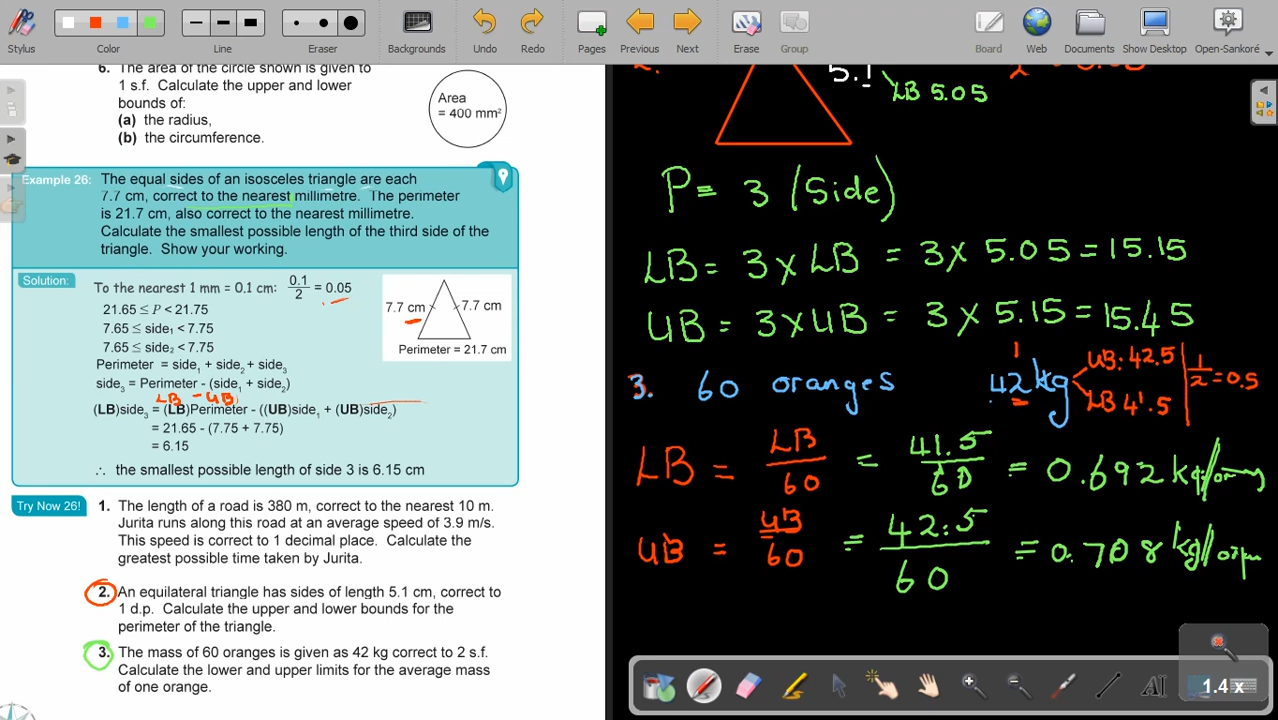 Stylus
Color
Line
Eraser
Backgrounds
Undo
Redo
Pages
Previous
Next
Erase
Group
Board
Web
Documents
Show Desktop
Open-Sankoré
6. The area of the circle shown is given to
1 s.f. Calculate the upper and lower
bounds of:
(a) the radius,
(b) the circumference.
Area
= 400 mm²
Example 26:
The equal sides of an isosceles triangle are each
7.7 cm, correct to the nearest millimetre. The perimeter
is 21.7 cm, also correct to the nearest millimetre.
Calculate the smallest possible length of the third side of the
triangle. Show your working.
Solution:
To the nearest 1 mm = 0.1 cm: 0.1/2 = 0.05
21.65 ≤ P < 21.75
7.65 ≤ side₁ < 7.75
7.65 ≤ side₂ < 7.75
Perimeter = side₁ + side₂ + side₃
side₃ = Perimeter - (side₁ + side₂)
LB - UB
(LB)side₃ = (LB)Perimeter - ((UB)side₁ + (UB)side₂)
= 21.65 - (7.75 + 7.75)
= 6.15
∴ the smallest possible length of side 3 is 6.15 cm
7.7 cm
7.7 cm
Perimeter = 21.7 cm
Try Now 26!
1. The length of a road is 380 m, correct to the nearest 10 m.
Jurita runs along this road at an average speed of 3.9 m/s.
This speed is correct to 1 decimal place. Calculate the
greatest possible time taken by Jurita.
2. An equilateral triangle has sides of length 5.1 cm, correct to
1 d.p. Calculate the upper and lower bounds for the
perimeter of the triangle.
3. The mass of 60 oranges is given as 42 kg correct to 2 s.f.
Calculate the lower and upper limits for the average mass
of one orange.
5.1
LB 5.05
P = 3 (Side)
LB = 3 x LB = 3 x 5.05 = 15.15
UB = 3 x UB = 3 x 5.15 = 15.45
3. 60 oranges
1
42 kg
UB: 42.5
LB 41.5
1/2 = 0.5
LB = LB/60 = 41.5/60 = 0.692 kg/
UB = UB/60 = 42.5/60 = 0.708 kg/
1.4 x